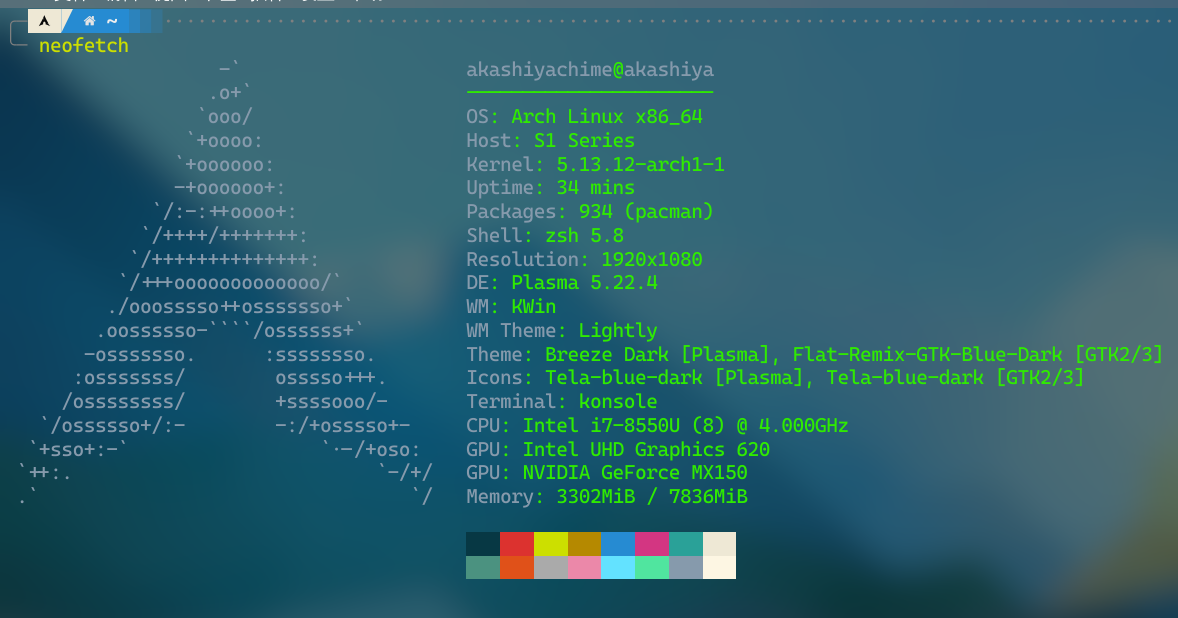 ~
neofetch
-`
.o+`
`ooo/
`+oooo:
`+oooooo:
-+oooooo+:
`/:-:++oooo+:
`/++++/+++++++:
`/++++++++++++++:
`/+++ooooooooooooo/`
./ooosssso++osssssso+`
.oossssso-````/ossssss+`
-osssssso.      :ssssssso.
:osssssss/        osssso+++.
/ossssssss/        +ssssooo/-
`/ossssso+/:-        -:/+osssso+-
`+sso+:-`                 `.-/+oso:
`++:.                           `-/+/
.`                                 `/
akashiyachime@akashiya
OS: Arch Linux x86_64
Host: S1 Series
Kernel: 5.13.12-arch1-1
Uptime: 34 mins
Packages: 934 (pacman)
Shell: zsh 5.8
Resolution: 1920x1080
DE: Plasma 5.22.4
WM: KWin
WM Theme: Lightly
Theme: Breeze Dark [Plasma], Flat-Remix-GTK-Blue-Dark [GTK2/3]
Icons: Tela-blue-dark [Plasma], Tela-blue-dark [GTK2/3]
Terminal: konsole
CPU: Intel i7-8550U (8) @ 4.000GHz
GPU: Intel UHD Graphics 620
GPU: NVIDIA GeForce MX150
Memory: 3302MiB / 7836MiB